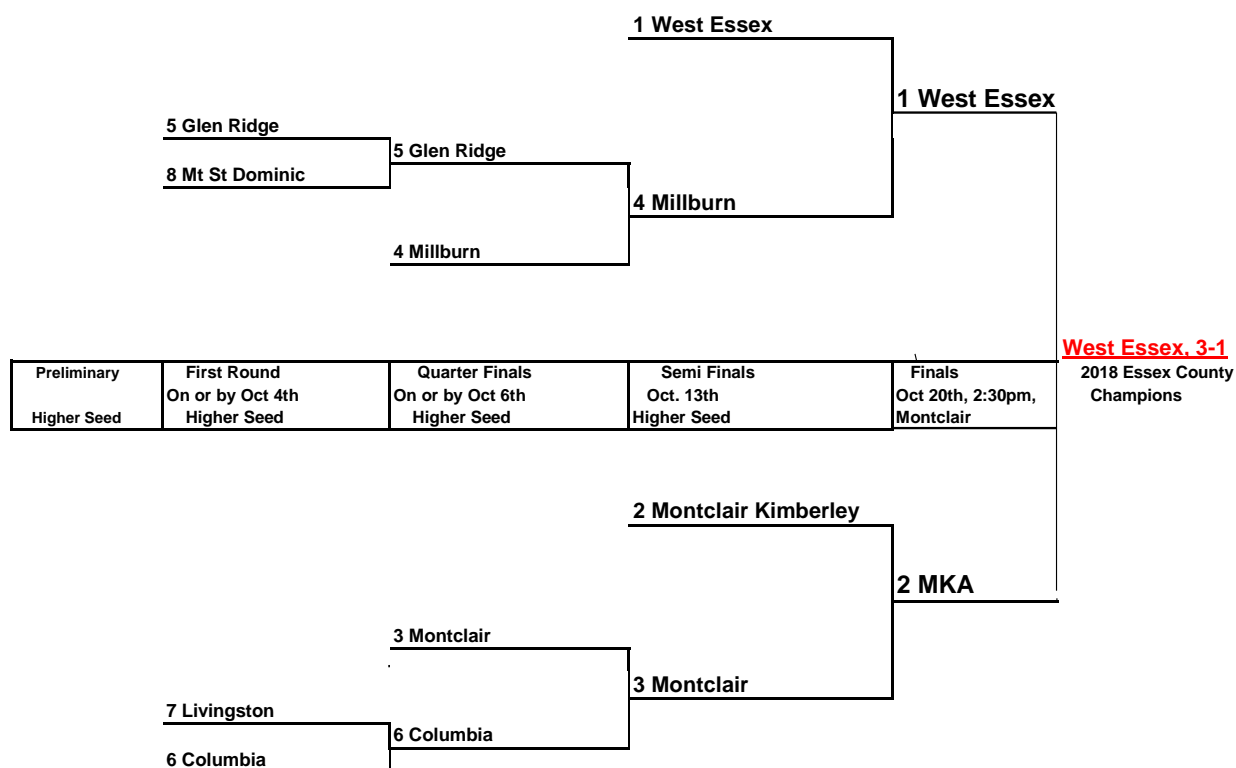 1 West Essex
1 West Essex
5 Glen Ridge
5 Glen Ridge
8 Mt St Dominic
4 Millburn
4 Millburn
West Essex, 3-1
Preliminary First Round Quarter Finals Semi Finals Finals 2018 Essex County
On or by Oct 4th On or by Oct 6th Oct. 13th Oct 20th, 2:30pm, Champions
Higher Seed Higher Seed Higher Seed Higher Seed Montclair
2 Montclair Kimberley
2 MKA
3 Montclair
3 Montclair
7 Livingston
6 Columbia
6 Columbia